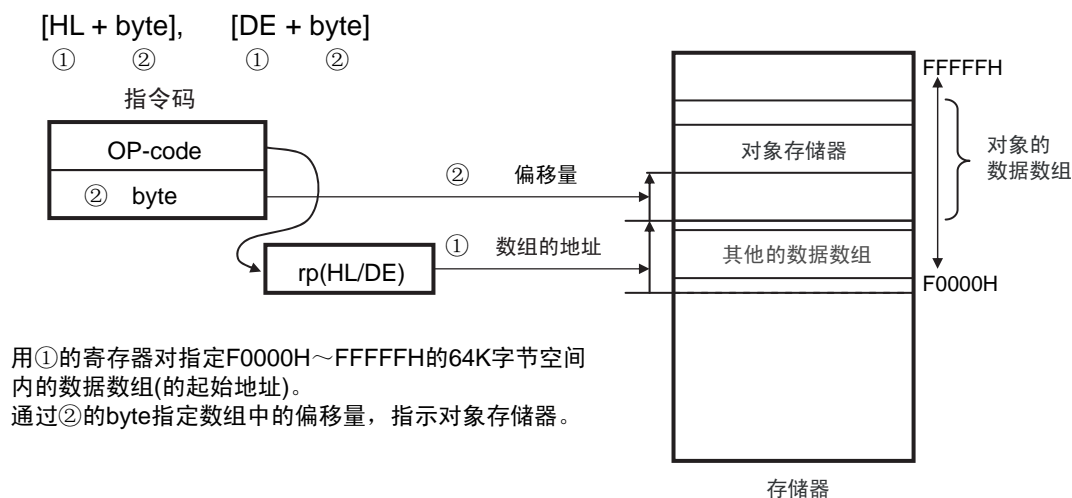 [HL + byte], [DE + byte]
① ② ① ②
指令码
OP-code
② byte
② 偏移量
① 数组的地址
rp(HL/DE)
FFFFFH
对象存储器
对象的
数据数组
其他的数据数组
F0000H
存储器
用①的寄存器对指定F0000H～FFFFFH的64K字节空间
内的数据数组(的起始地址)。
通过②的byte指定数组中的偏移量，指示对象存储器。